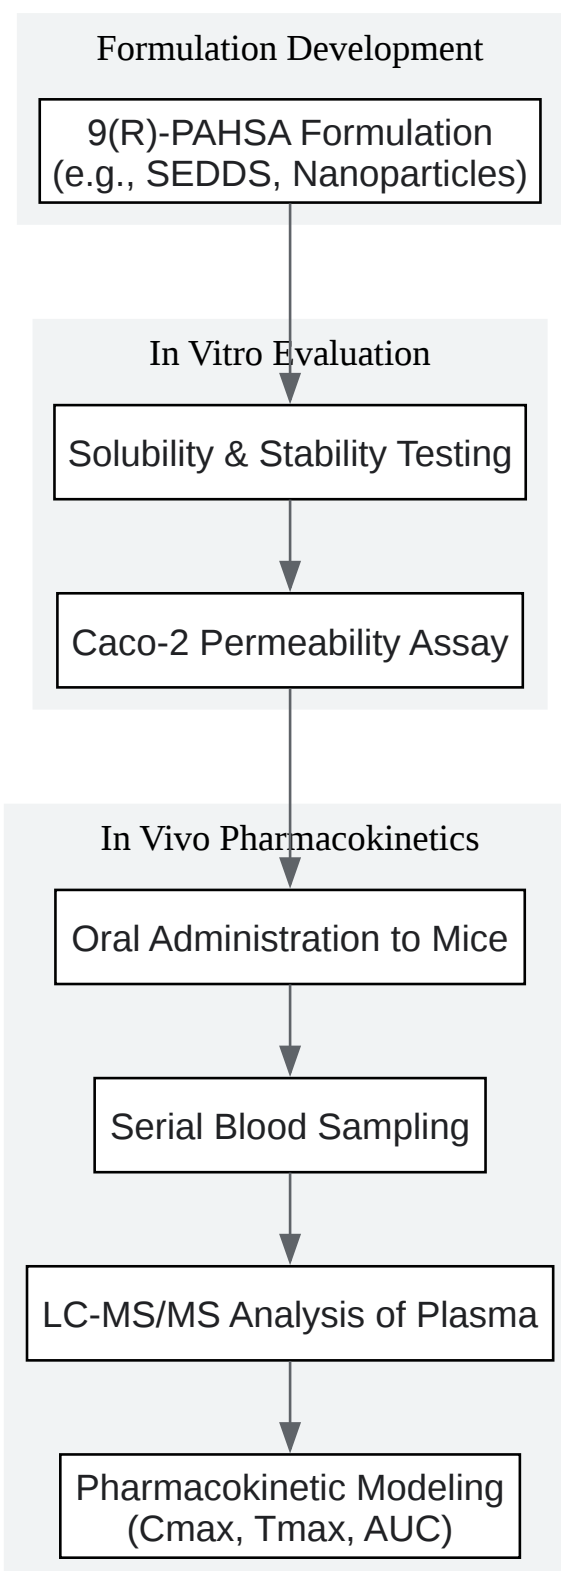 Formulation Development
9(R)-PAHSA Formulation
(e.g., SEDDS, Nanoparticles)
In Vitro Evaluation
Solubility & Stability Testing
Caco-2 Permeability Assay
In Vivo Pharmacokinetics
Oral Administration to Mice
Serial Blood Sampling
LC-MS/MS Analysis of Plasma
Pharmacokinetic Modeling
(Cmax, Tmax, AUC)